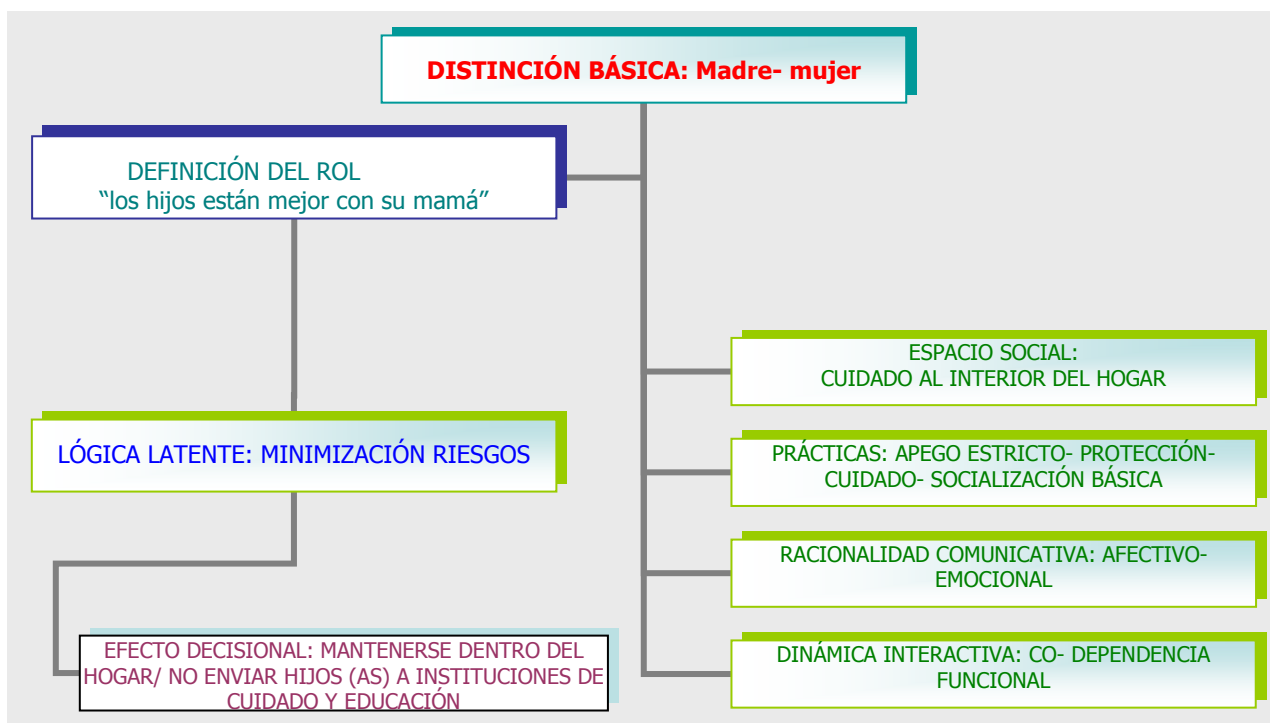 DISTINCIÓN BÁSICA: Madre- mujer
DEFINICIÓN DEL ROL
“los hijos están mejor con su mamá”
LÓGICA LATENTE: MINIMIZACIÓN RIESGOS
EFECTO DECISIONAL: MANTENERSE DENTRO DEL
HOGAR/ NO ENVIAR HIJOS (AS) A INSTITUCIONES DE
CUIDADO Y EDUCACIÓN
ESPACIO SOCIAL:
CUIDADO AL INTERIOR DEL HOGAR
PRÁCTICAS: APEGO ESTRICTO- PROTECCIÓN-
CUIDADO- SOCIALIZACIÓN BÁSICA
RACIONALIDAD COMUNICATIVA: AFECTIVO-
EMOCIONAL
DINÁMICA INTERACTIVA: CO- DEPENDENCIA
FUNCIONAL